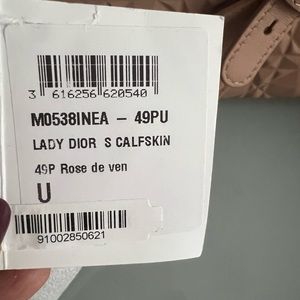 3 616256 620540
M0538INEA - 49PU
LADY DIOR S CALFSKIN
49P Rose de ven
U
91002850621